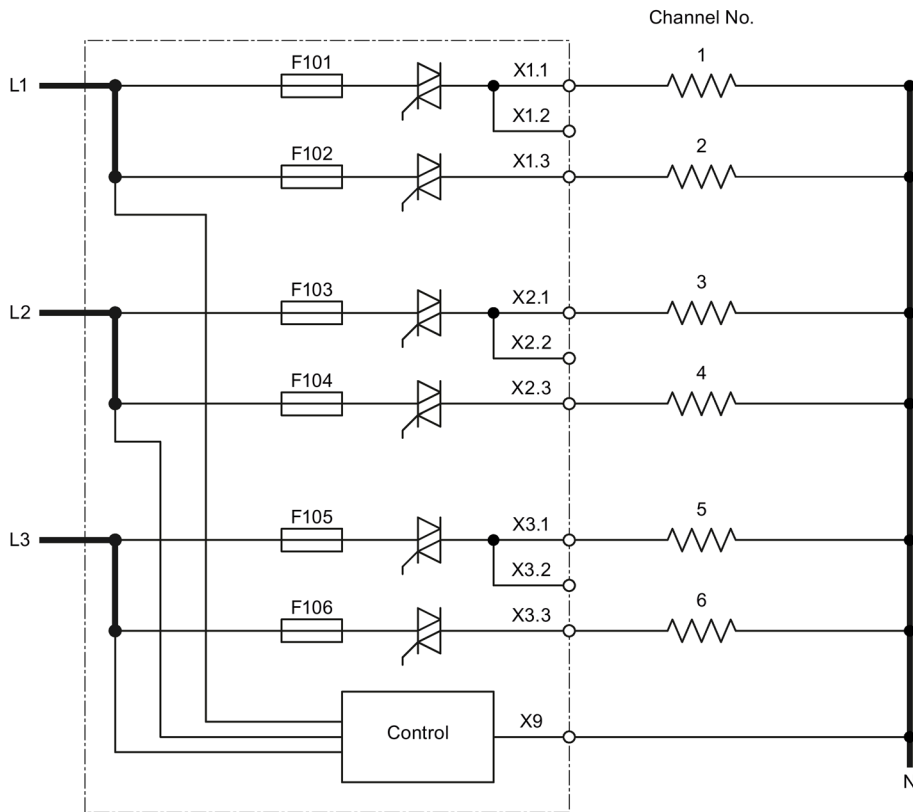 Channel No.
L1
F101
X1.1
1
X1.2
F102
X1.3
2
L2
F103
X2.1
3
X2.2
F104
X2.3
4
L3
F105
X3.1
5
X3.2
F106
X3.3
6
Control
X9
N